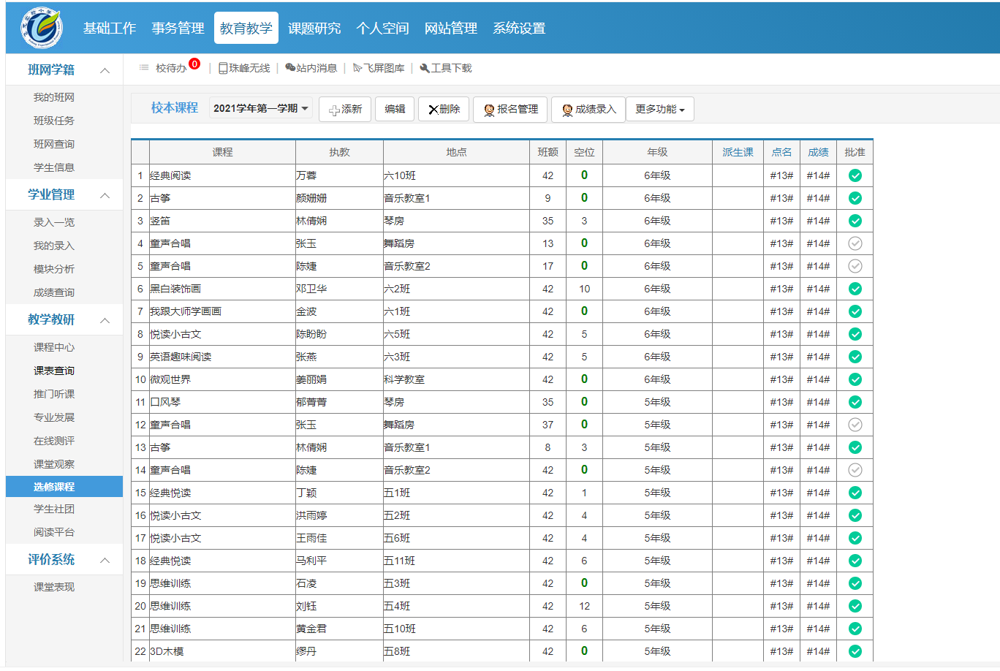 基础工作 事务管理 教育教学 课题研究 个人空间 网站管理 系统设置
校待办 0 | 珠峰无线 | 站内消息 | 飞屏图库 | 工具下载
班网学籍
我的班网
班级任务
班网查询
学生信息
学业管理
录入一览
我的录入
模块分析
成绩查询
教学教研
课程中心
课表查询
推门听课
专业发展
在线测评
课堂观察
选修课程
学生社团
阅读平台
评价系统
课堂表现
校本课程 2021学年第一学期 添新 编辑 删除 报名管理 成绩录入 更多功能
课程 执教 地点 班额 空位 年级 派生课 点名 成绩 批准
1 经典阅读 万蓉 六10班 42 0 6年级 #13# #14#
2 古筝 颜姗姗 音乐教室1 9 0 6年级 #13# #14#
3 竖笛 林倩娴 琴房 35 3 6年级 #13# #14#
4 童声合唱 张玉 舞蹈房 13 0 6年级 #13# #14#
5 童声合唱 陈婕 音乐教室2 17 0 6年级 #13# #14#
6 黑白装饰画 邓卫华 六2班 42 10 6年级 #13# #14#
7 我跟大师学画画 金波 六1班 42 0 6年级 #13# #14#
8 悦读小古文 陈盼盼 六5班 42 5 6年级 #13# #14#
9 英语趣味阅读 张燕 六3班 42 5 6年级 #13# #14#
10 微观世界 姜丽娟 科学教室 42 0 6年级 #13# #14#
11 口风琴 郁菁菁 琴房 35 0 5年级 #13# #14#
12 童声合唱 张玉 舞蹈房 37 0 5年级 #13# #14#
13 古筝 林倩娴 音乐教室1 8 3 5年级 #13# #14#
14 童声合唱 陈婕 音乐教室2 42 0 5年级 #13# #14#
15 经典悦读 丁颖 五1班 42 1 5年级 #13# #14#
16 悦读小古文 洪雨婷 五2班 42 4 5年级 #13# #14#
17 悦读小古文 王雨佳 五6班 42 4 5年级 #13# #14#
18 经典悦读 马利平 五11班 42 6 5年级 #13# #14#
19 思维训练 石凌 五3班 42 0 5年级 #13# #14#
20 思维训练 刘钰 五4班 42 12 5年级 #13# #14#
21 思维训练 黄金君 五10班 42 6 5年级 #13# #14#
22 3D木模 缪丹 五8班 42 0 5年级 #13# #14#